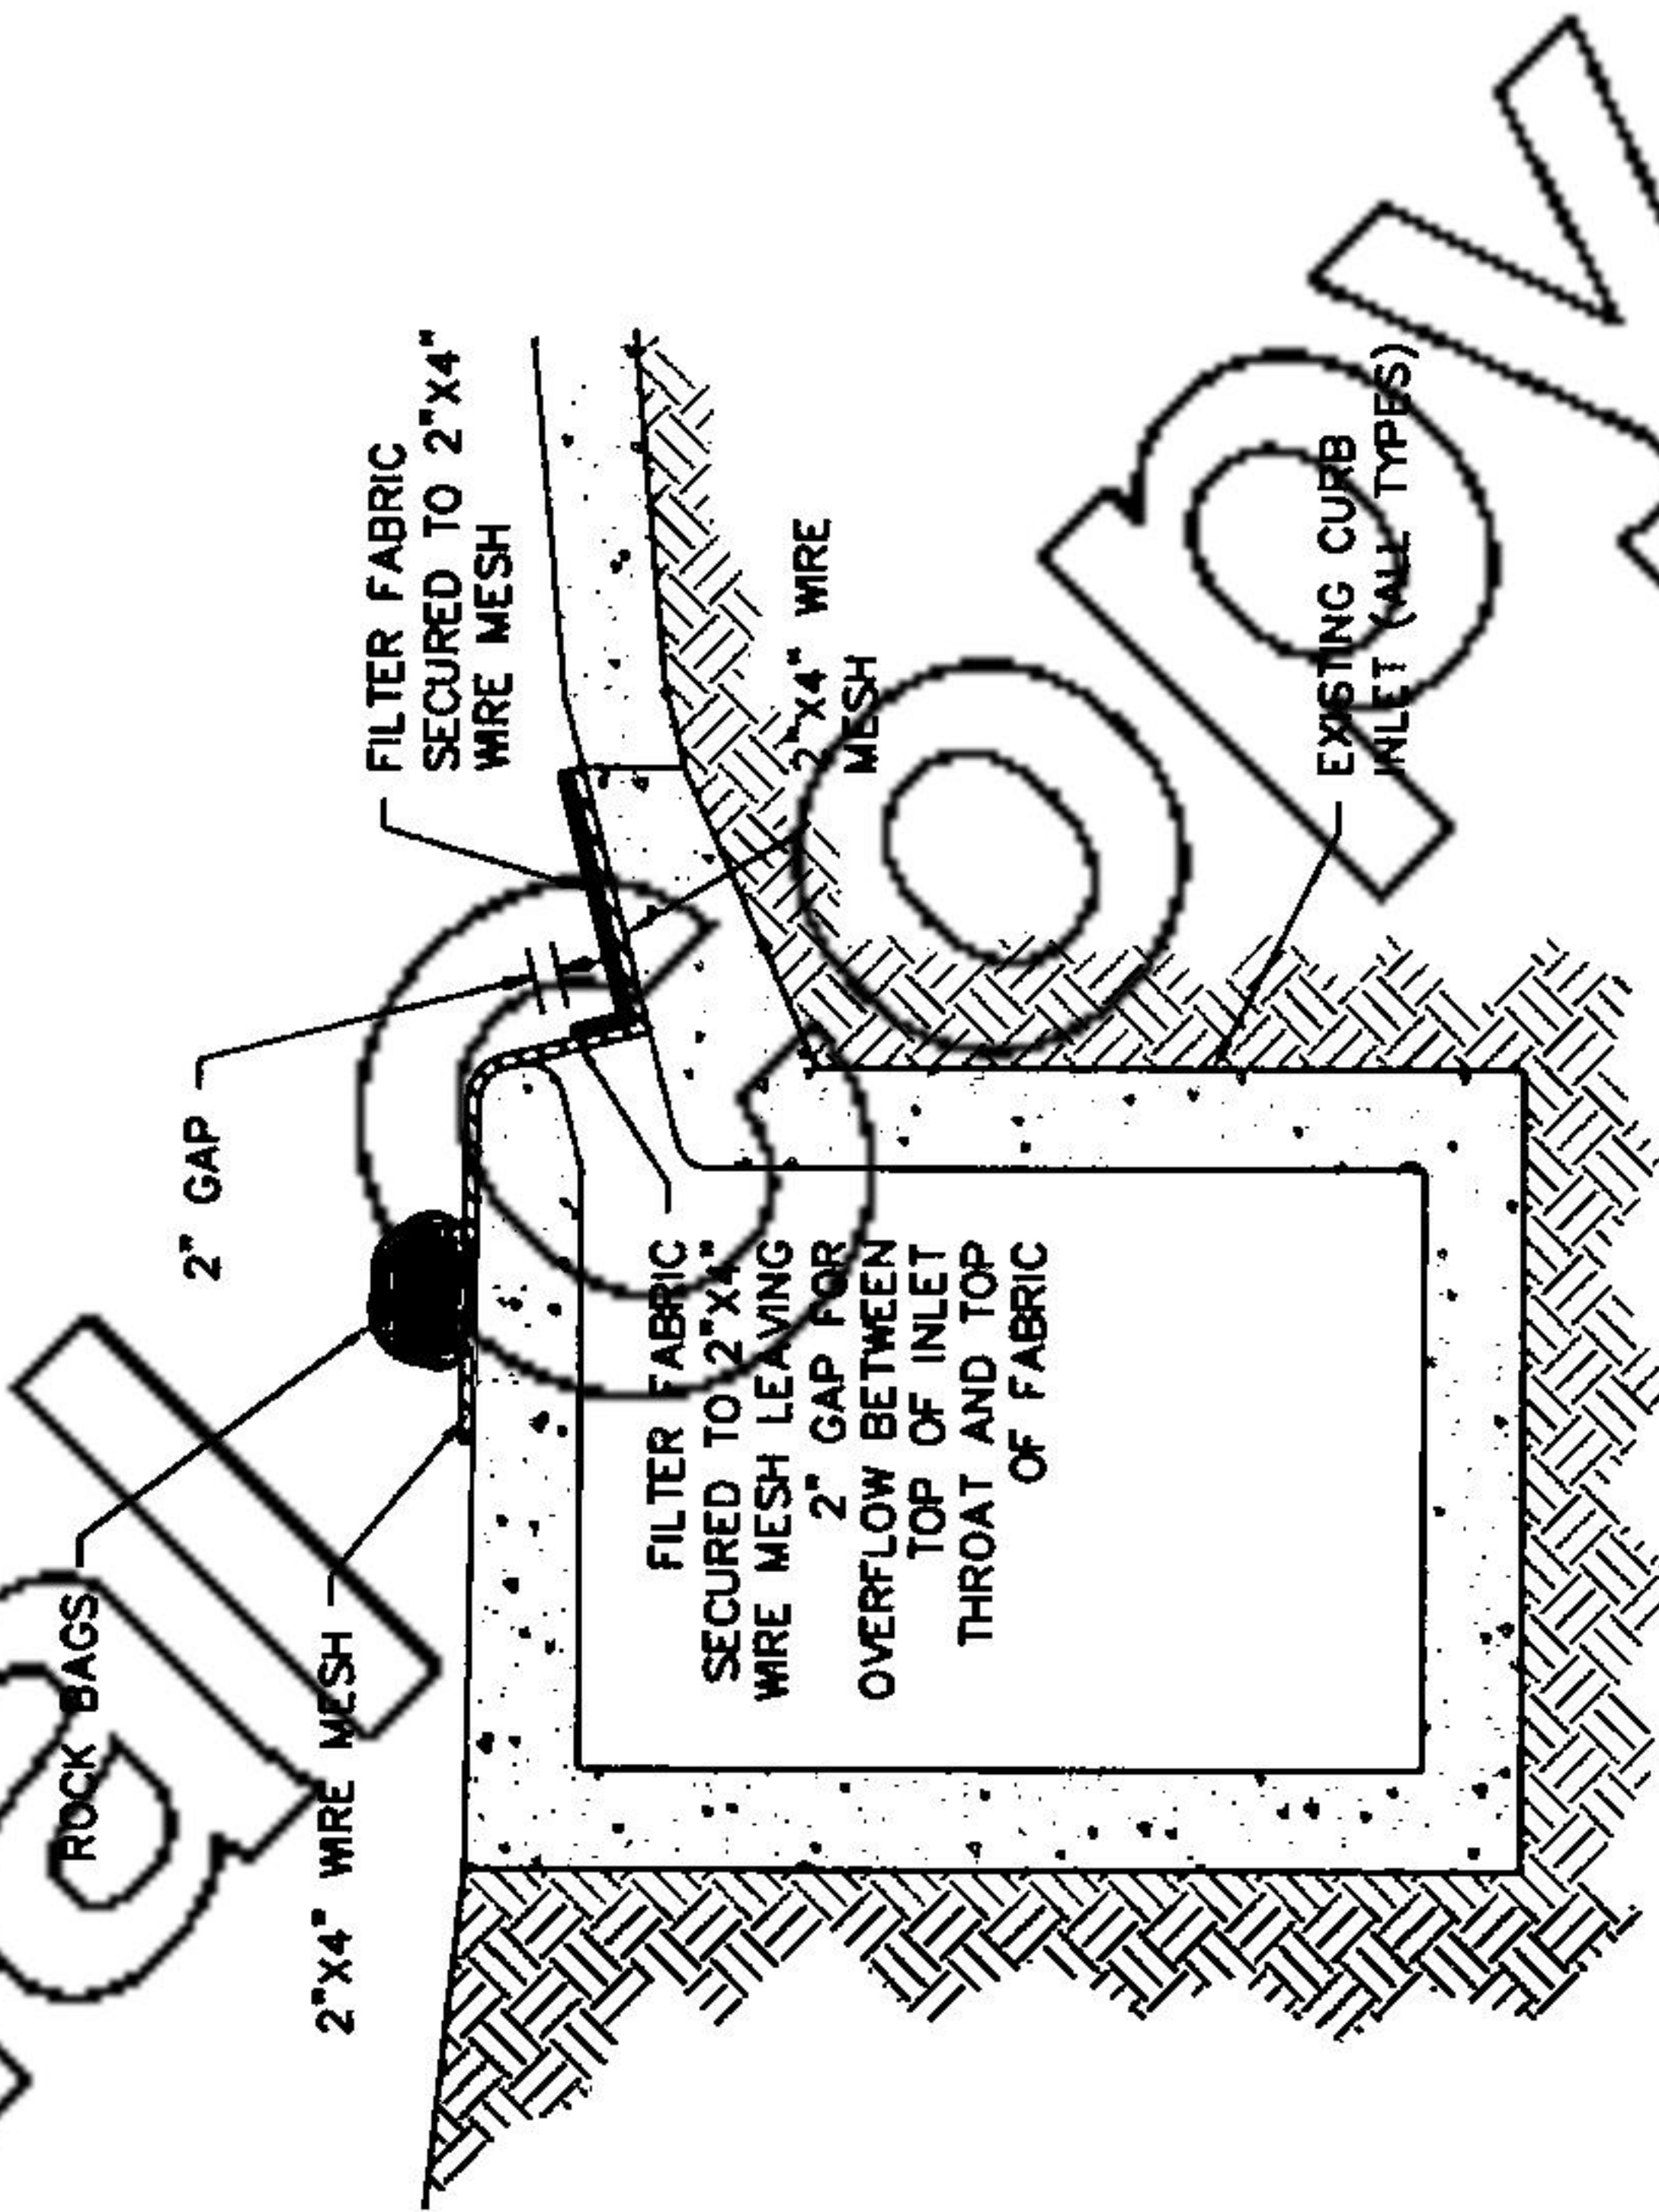 ROCK BAGS
2"X4" WIRE MESH
2" GAP
FILTER FABRIC
SECURED TO 2"X4"
WIRE MESH
FILTER FABRIC
SECURED TO 2"X4"
WIRE MESH LEAVING
2" GAP FOR
OVERFLOW BETWEEN
TOP OF INLET
THROAT AND TOP
OF FABRIC
2"X4" WIRE
MESH
EXISTING CURB
INLET (ALL TYPES)